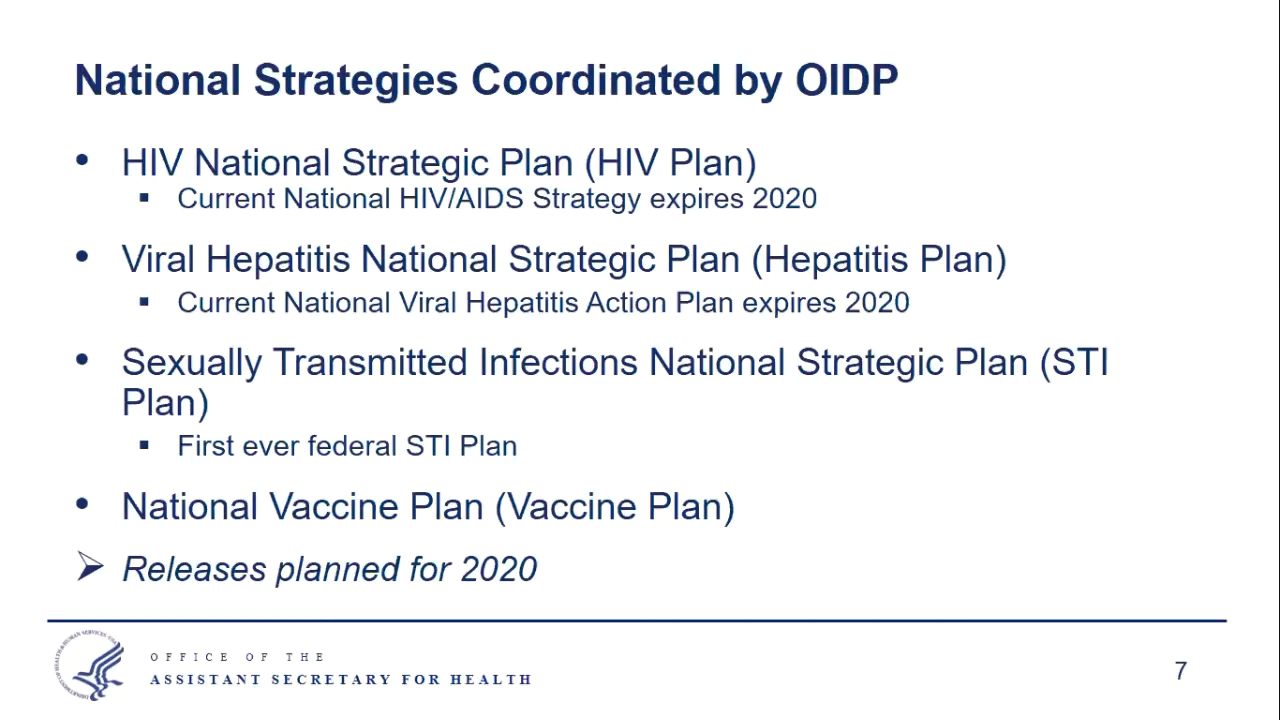 National Strategies Coordinated by OIDP
• HIV National Strategic Plan (HIV Plan)
▪ Current National HIV/AIDS Strategy expires 2020
• Viral Hepatitis National Strategic Plan (Hepatitis Plan)
▪ Current National Viral Hepatitis Action Plan expires 2020
• Sexually Transmitted Infections National Strategic Plan (STI
Plan)
▪ First ever federal STI Plan
• National Vaccine Plan (Vaccine Plan)
➢ Releases planned for 2020
OFFICE OF THE
ASSISTANT SECRETARY FOR HEALTH
7